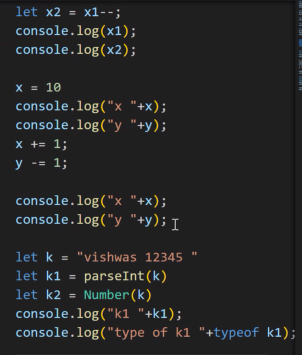 let x2 = x1--;
console.log(x1);
console.log(x2);
x = 10
console.log("x "+x);
console.log("y "+y);
x += 1;
y -= 1;
console.log("x "+x);
console.log("y "+y);
let k = "vishwas 12345 "
let k1 = parseInt(k)
let k2 = Number(k)
console.log("k1 "+k1);
console.log("type of k1 "+typeof k1);